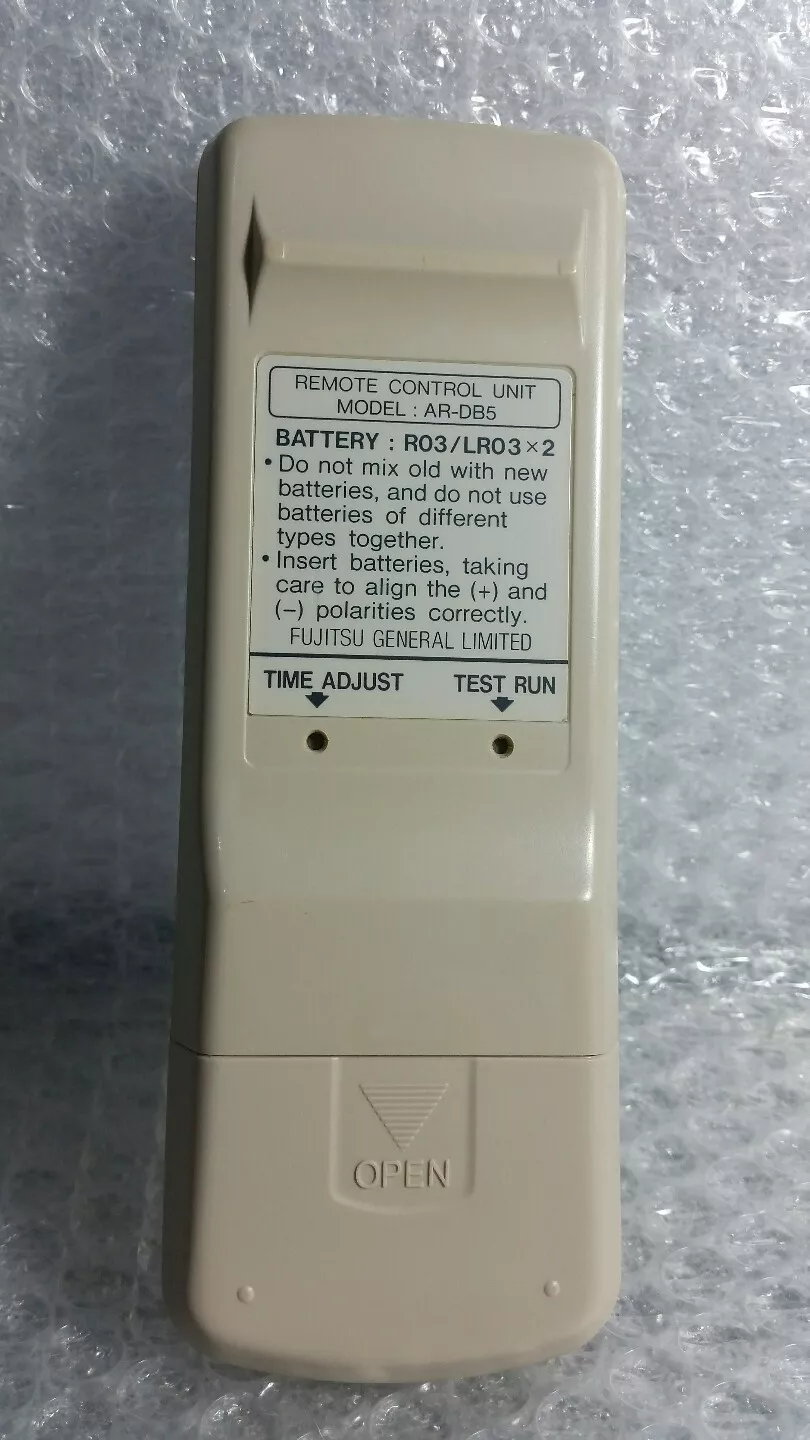 REMOTE CONTROL UNIT
MODEL : AR-DB5
BATTERY : R03/LR03×2
• Do not mix old with new
batteries, and do not use
batteries of different
types together.
• Insert batteries, taking
care to align the (+) and
(−) polarities correctly.
FUJITSU GENERAL LIMITED
TIME ADJUST TEST RUN
OPEN